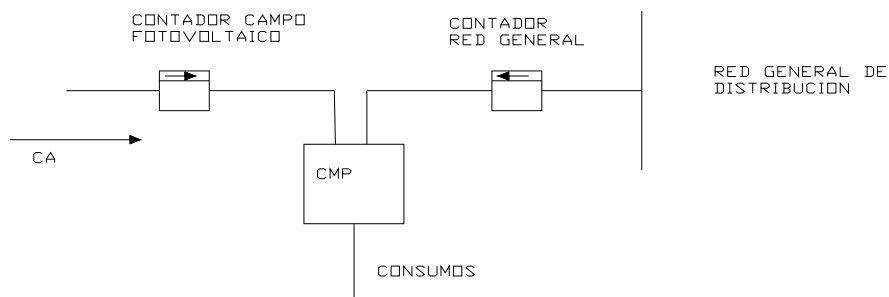 CONTADOR CAMPO
FOTOVOLTAICO
CONTADOR
RED GENERAL
RED GENERAL DE
DISTRIBUCION
CA
CMP
CONSUMOS